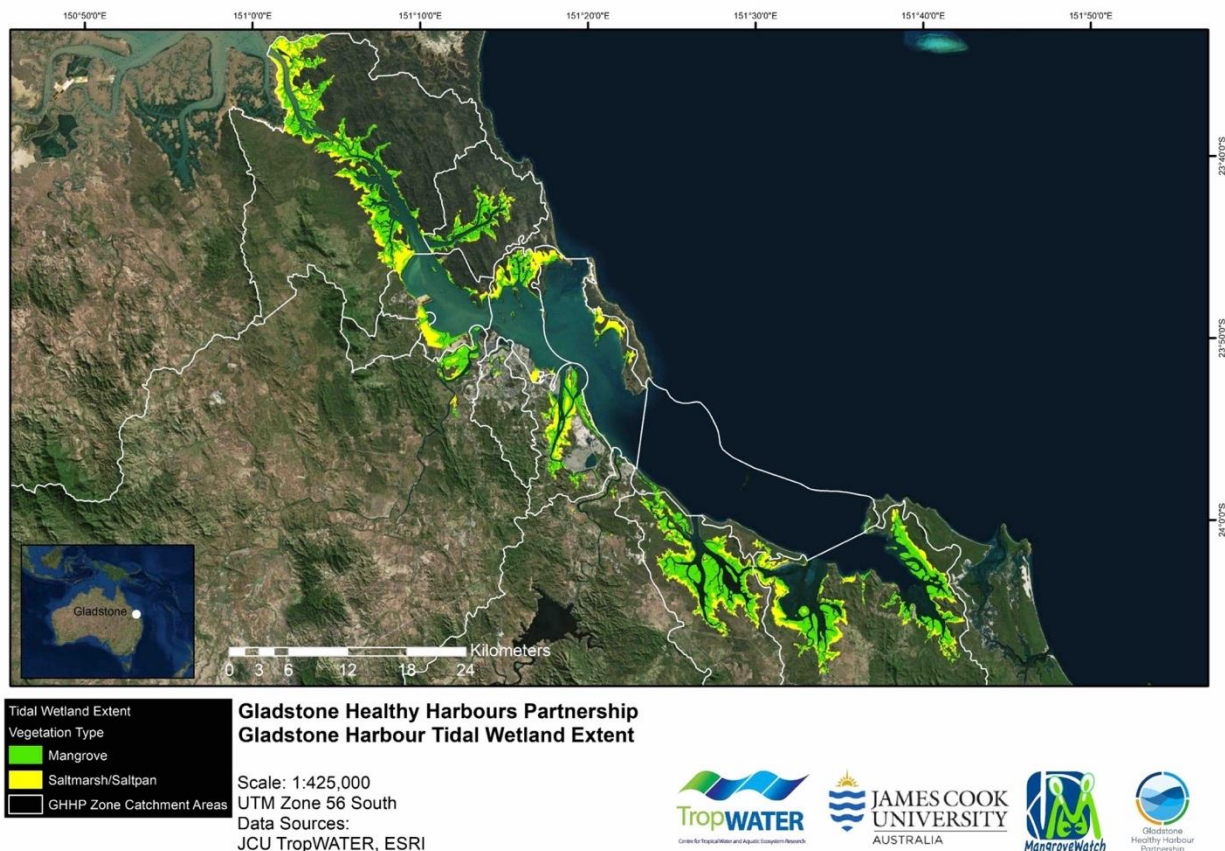 150°50'0"E 151°0'0"E 151°10'0"E 151°20'0"E 151°30'0"E 151°40'0"E 151°50'0"E
23°40'0"S
23°50'0"S
24°0'0"S
Gladstone
Kilometers
0 3 6 12 18 24
Tidal Wetland Extent
Vegetation Type
Mangrove
Saltmarsh/Saltpan
GHHP Zone Catchment Areas
Gladstone Healthy Harbours Partnership
Gladstone Harbour Tidal Wetland Extent
Scale: 1:425,000
UTM Zone 56 South
Data Sources:
JCU TropWATER, ESRI
TropWATER
Centre for Tropical Water and Aquatic Ecosystem Research
JAMES COOK
UNIVERSITY
AUSTRALIA
MangroveWatch
Gladstone
Healthy Harbour
Partnership